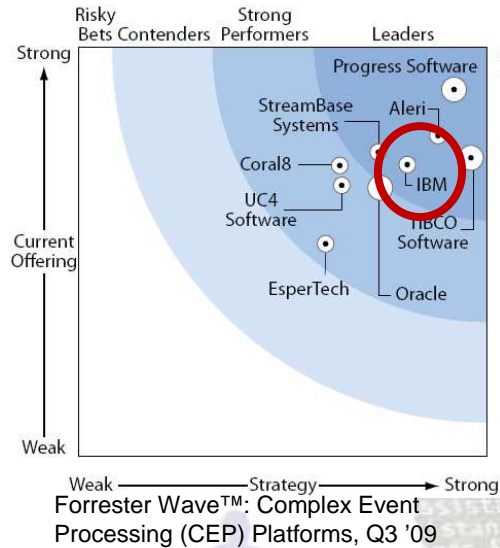 Risky
Bets
Contenders
Strong
Performers
Leaders
Strong
Progress Software
StreamBase
Systems
Aleri
Coral8
IBM
UC4
Software
TIBCO
Software
Current
Offering
EsperTech
Oracle
Weak
Weak
Strategy
Strong
Forrester Wave™: Complex Event
Processing (CEP) Platforms, Q3 '09